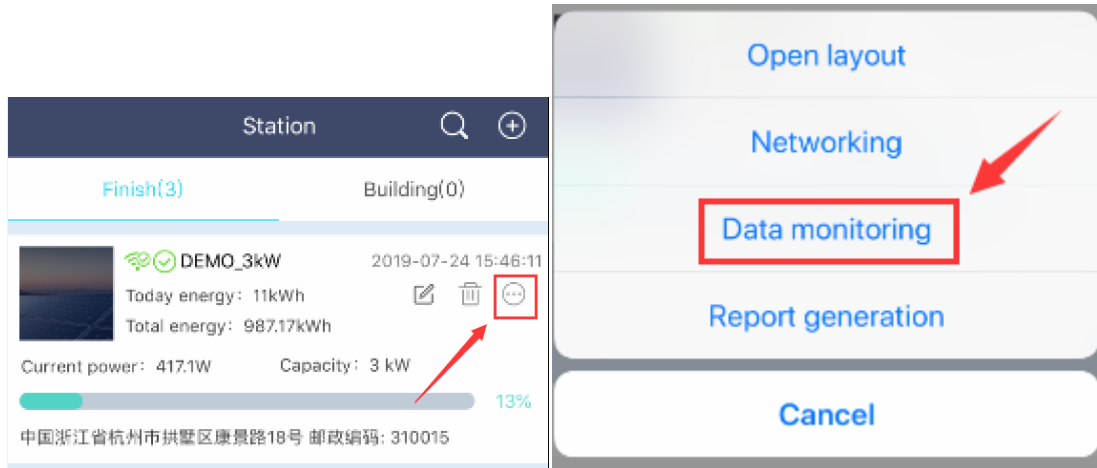 Station
Finish(3)
Building(0)
DEMO_3kW
2019-07-24 15:46:11
Today energy: 11kWh
Total energy: 987.17kWh
Current power: 417.1W
Capacity: 3 kW
13%
中国浙江省杭州市拱墅区康景路18号 邮政编码: 310015
Open layout
Networking
Data monitoring
Report generation
Cancel